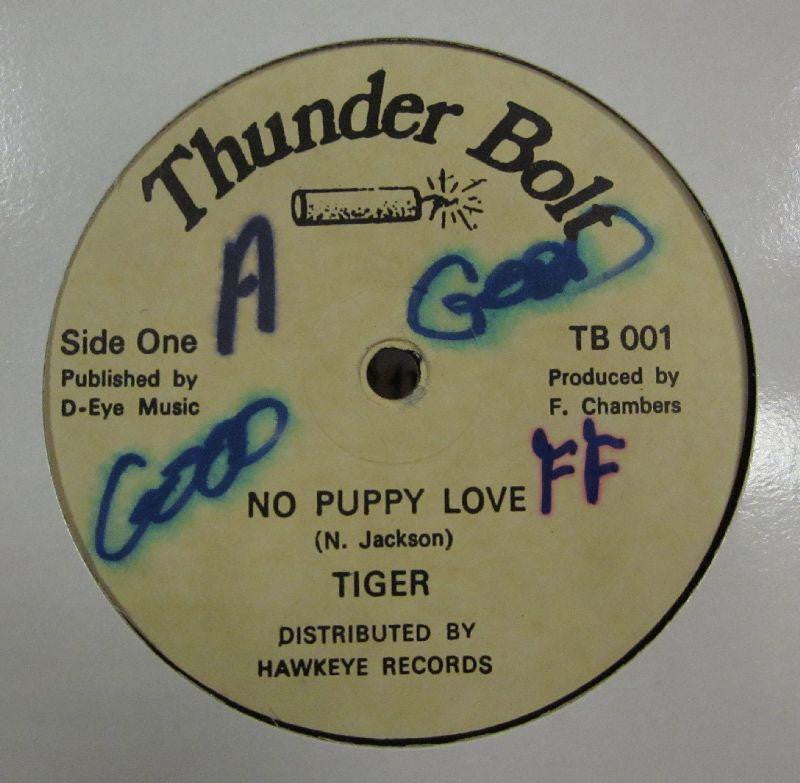 Thunder Bolt
A
GOOD
Side One
TB 001
Published by
Produced by
D-Eye Music
F. Chambers
GOOD
FF
NO PUPPY LOVE
(N. Jackson)
TIGER
DISTRIBUTED BY
HAWKEYE RECORDS